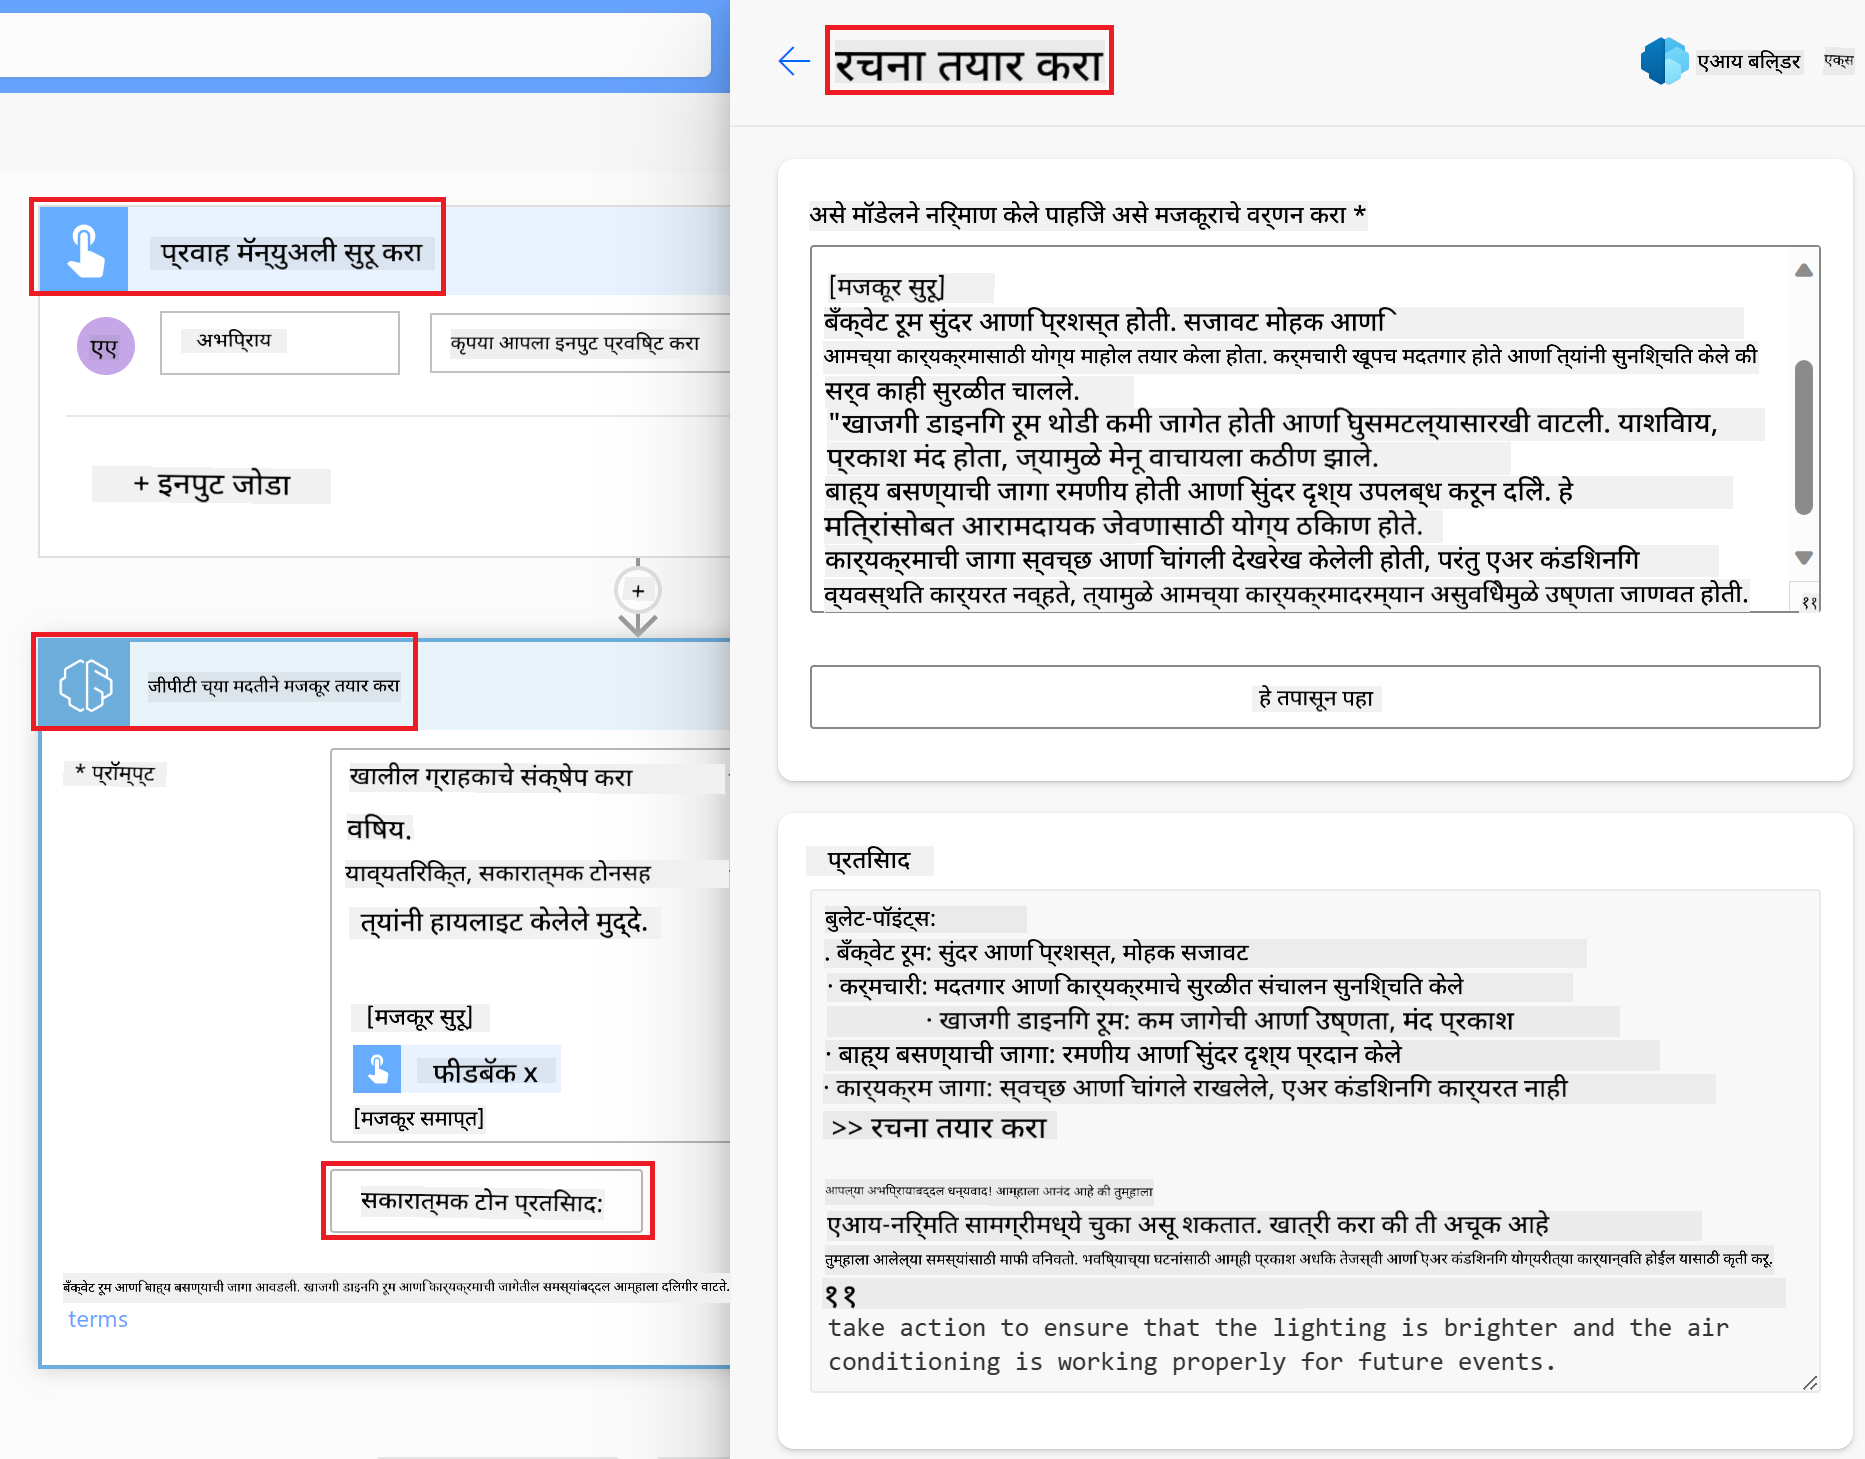 प्रवाह मॅन्युअली सुरू करा
एए
अभिप्राय
कृपया आपला इनपुट प्रविष्ट करा
+ इनपुट जोडा
+
जीपीटी च्या मदतीने मजकूर तयार करा
* प्रॉम्प्ट
खालील ग्राहकाचे संक्षेप करा
विषय.
याव्यतिरिक्त, सकारात्मक टोनसह
त्यांनी हायलाइट केलेले मुद्दे.
[मजकूर सुरू]
फीडबॅक x
[मजकूर समाप्त]
सकारात्मक टोन प्रतिसाद:
बँक्वेट रूम आणि बाह्य बसण्याची जागा आवडली. खाजगी डाइनिंग रूम आणि कार्यक्रमाची जागेतील समस्यांबद्दल आम्हाला दिलगीर वाटते.
terms
रचना तयार करा
एआय बिल्डर
एक्स
असे मॉडेलने निर्माण केले पाहिजे असे मजकूराचे वर्णन करा *
[मजकूर सुरू]
बँक्वेट रूम सुंदर आणि प्रशस्त होती. सजावट मोहक आणि
आमच्या कार्यक्रमासाठी योग्य माहोल तयार केला होता. कर्मचारी खूपच मदतगार होते आणि त्यांनी सुनिश्चित केले की
सर्व काही सुरळीत चालले.
"खाजगी डाइनिंग रूम थोडी कमी जागेत होती आणि घुसमटल्यासारखी वाटली. याशिवाय,
प्रकाश मंद होता, ज्यामुळे मेनू वाचायला कठीण झाले.
बाह्य बसण्याची जागा रमणीय होती आणि सुंदर दृश्य उपलब्ध करून दिले. हे
मित्रांसोबत आरामदायक जेवणासाठी योग्य ठिकाण होते.
कार्यक्रमाची जागा स्वच्छ आणि चांगली देखरेख केलेली होती, परंतु एअर कंडिशनिंग
व्यवस्थित कार्यरत नव्हते, त्यामुळे आमच्या कार्यक्रमादरम्यान असुविधेमुळे उष्णता जाणवत होती.
११
हे तपासून पहा
प्रतिसाद
बुलेट-पॉइंट्स:
. बँक्वेट रूम: सुंदर आणि प्रशस्त, मोहक सजावट
· कर्मचारी: मदतगार आणि कार्यक्रमाचे सुरळीत संचालन सुनिश्चित केले
· खाजगी डाइनिंग रूम: कम जागेची आणि उष्णता, मंद प्रकाश
· बाह्य बसण्याची जागा: रमणीय आणि सुंदर दृश्य प्रदान केले
· कार्यक्रम जागा: स्वच्छ आणि चांगले राखलेले, एअर कंडिशनिंग कार्यरत नाही
>> रचना तयार करा
आपल्या अभिप्रायाबद्दल धन्यवाद! आम्हाला आनंद आहे की तुम्हाला
एआय-निर्मित सामग्रीमध्ये चुका असू शकतात. खात्री करा की ती अचूक आहे
तुम्हाला आलेल्या समस्यांसाठी माफी विनवितो. भविष्याच्या घटनांसाठी आम्ही प्रकाश अधिक तेजस्वी आणि एअर कंडिशनिंग योग्यरीत्या कार्यान्वित होईल यासाठी कृती करू.
११
take action to ensure that the lighting is brighter and the air
conditioning is working properly for future events.